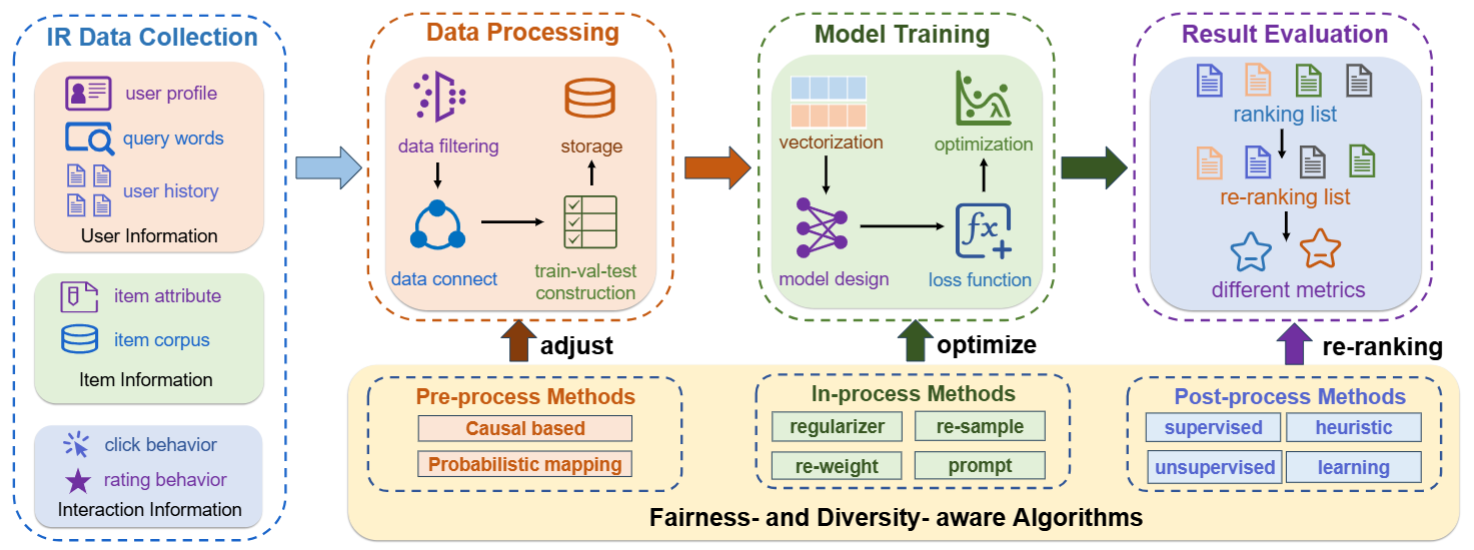 IR Data Collection
user profile
query words
user history
User Information
item attribute
item corpus
Item Information
click behavior
rating behavior
Interaction Information
Data Processing
data filtering
storage
data connect
train-val-test
construction
Model Training
vectorization
optimization
λ
model design
fx
loss function
Result Evaluation
ranking list
re-ranking list
different metrics
adjust
optimize
re-ranking
Pre-process Methods
Causal based
Probabilistic mapping
In-process Methods
regularizer
re-sample
re-weight
prompt
Post-process Methods
supervised
heuristic
unsupervised
learning
Fairness- and Diversity- aware Algorithms